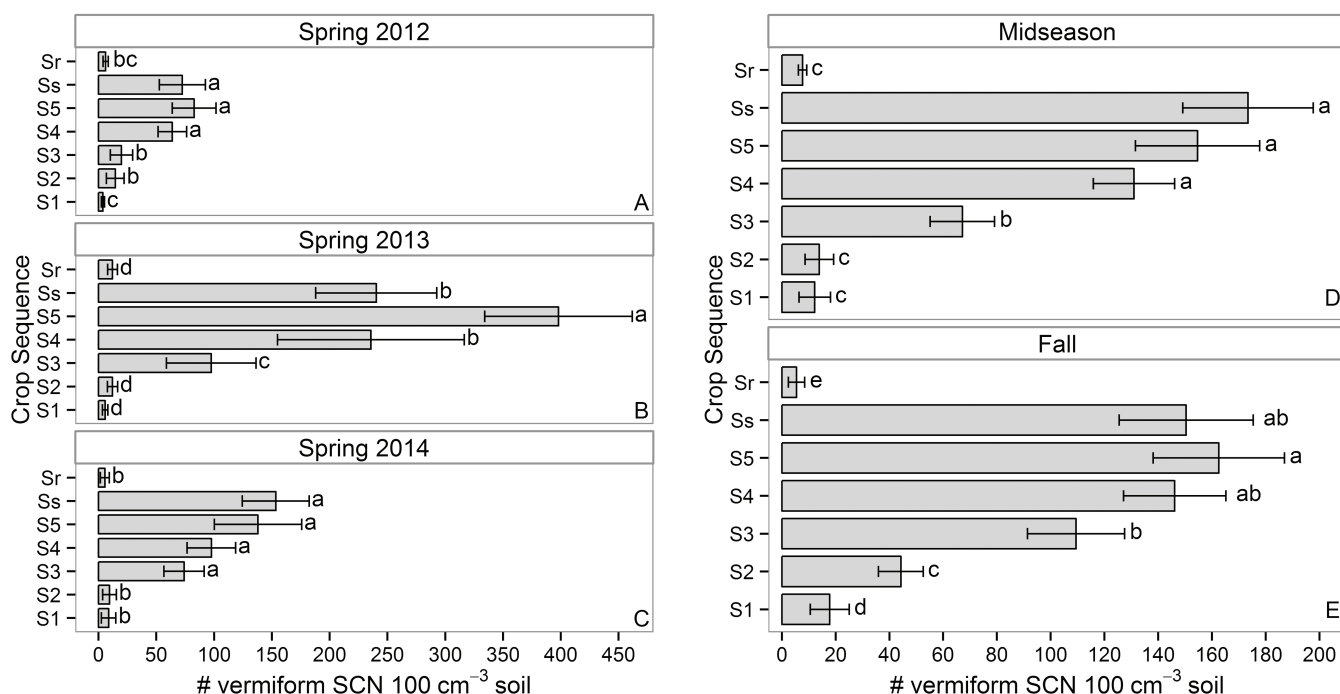 Spring 2012
Sr bc
Ss a
S5 a
S4 a
S3 b
S2 b
S1 c
A
Spring 2013
Sr d
Ss b
S5 a
S4 b
S3 c
S2 d
S1 d
B
Spring 2014
Sr b
Ss a
S5 a
S4 a
S3 a
S2 b
S1 b
C
0 50 100 150 200 250 300 350 400 450
# vermiform SCN 100 cm⁻³ soil
Crop Sequence
Midseason
Sr c
Ss a
S5 a
S4 a
S3 b
S2 c
S1 c
D
Fall
Sr e
Ss ab
S5 a
S4 ab
S3 b
S2 c
S1 d
E
0 20 40 60 80 100 120 140 160 180 200
# vermiform SCN 100 cm⁻³ soil
Crop Sequence